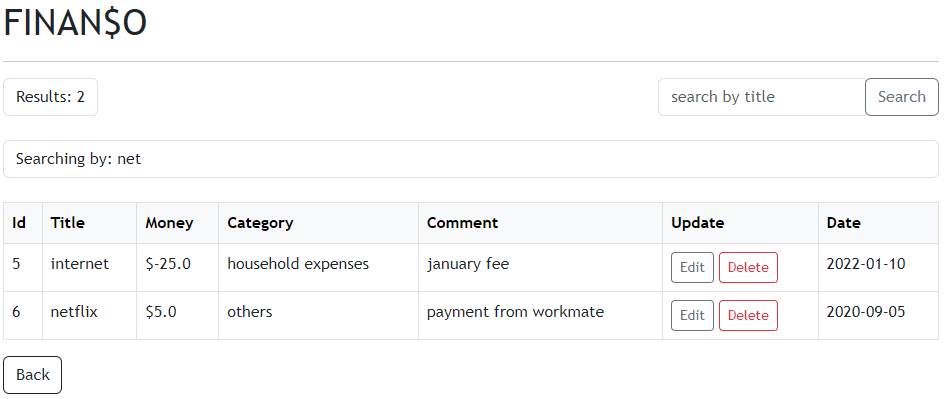 FINAN$O
Results: 2
search by title Search
Searching by: net
Id Title Money Category Comment Update Date
5 internet $-25.0 household expenses january fee Edit Delete 2022-01-10
6 netflix $5.0 others payment from workmate Edit Delete 2020-09-05
Back